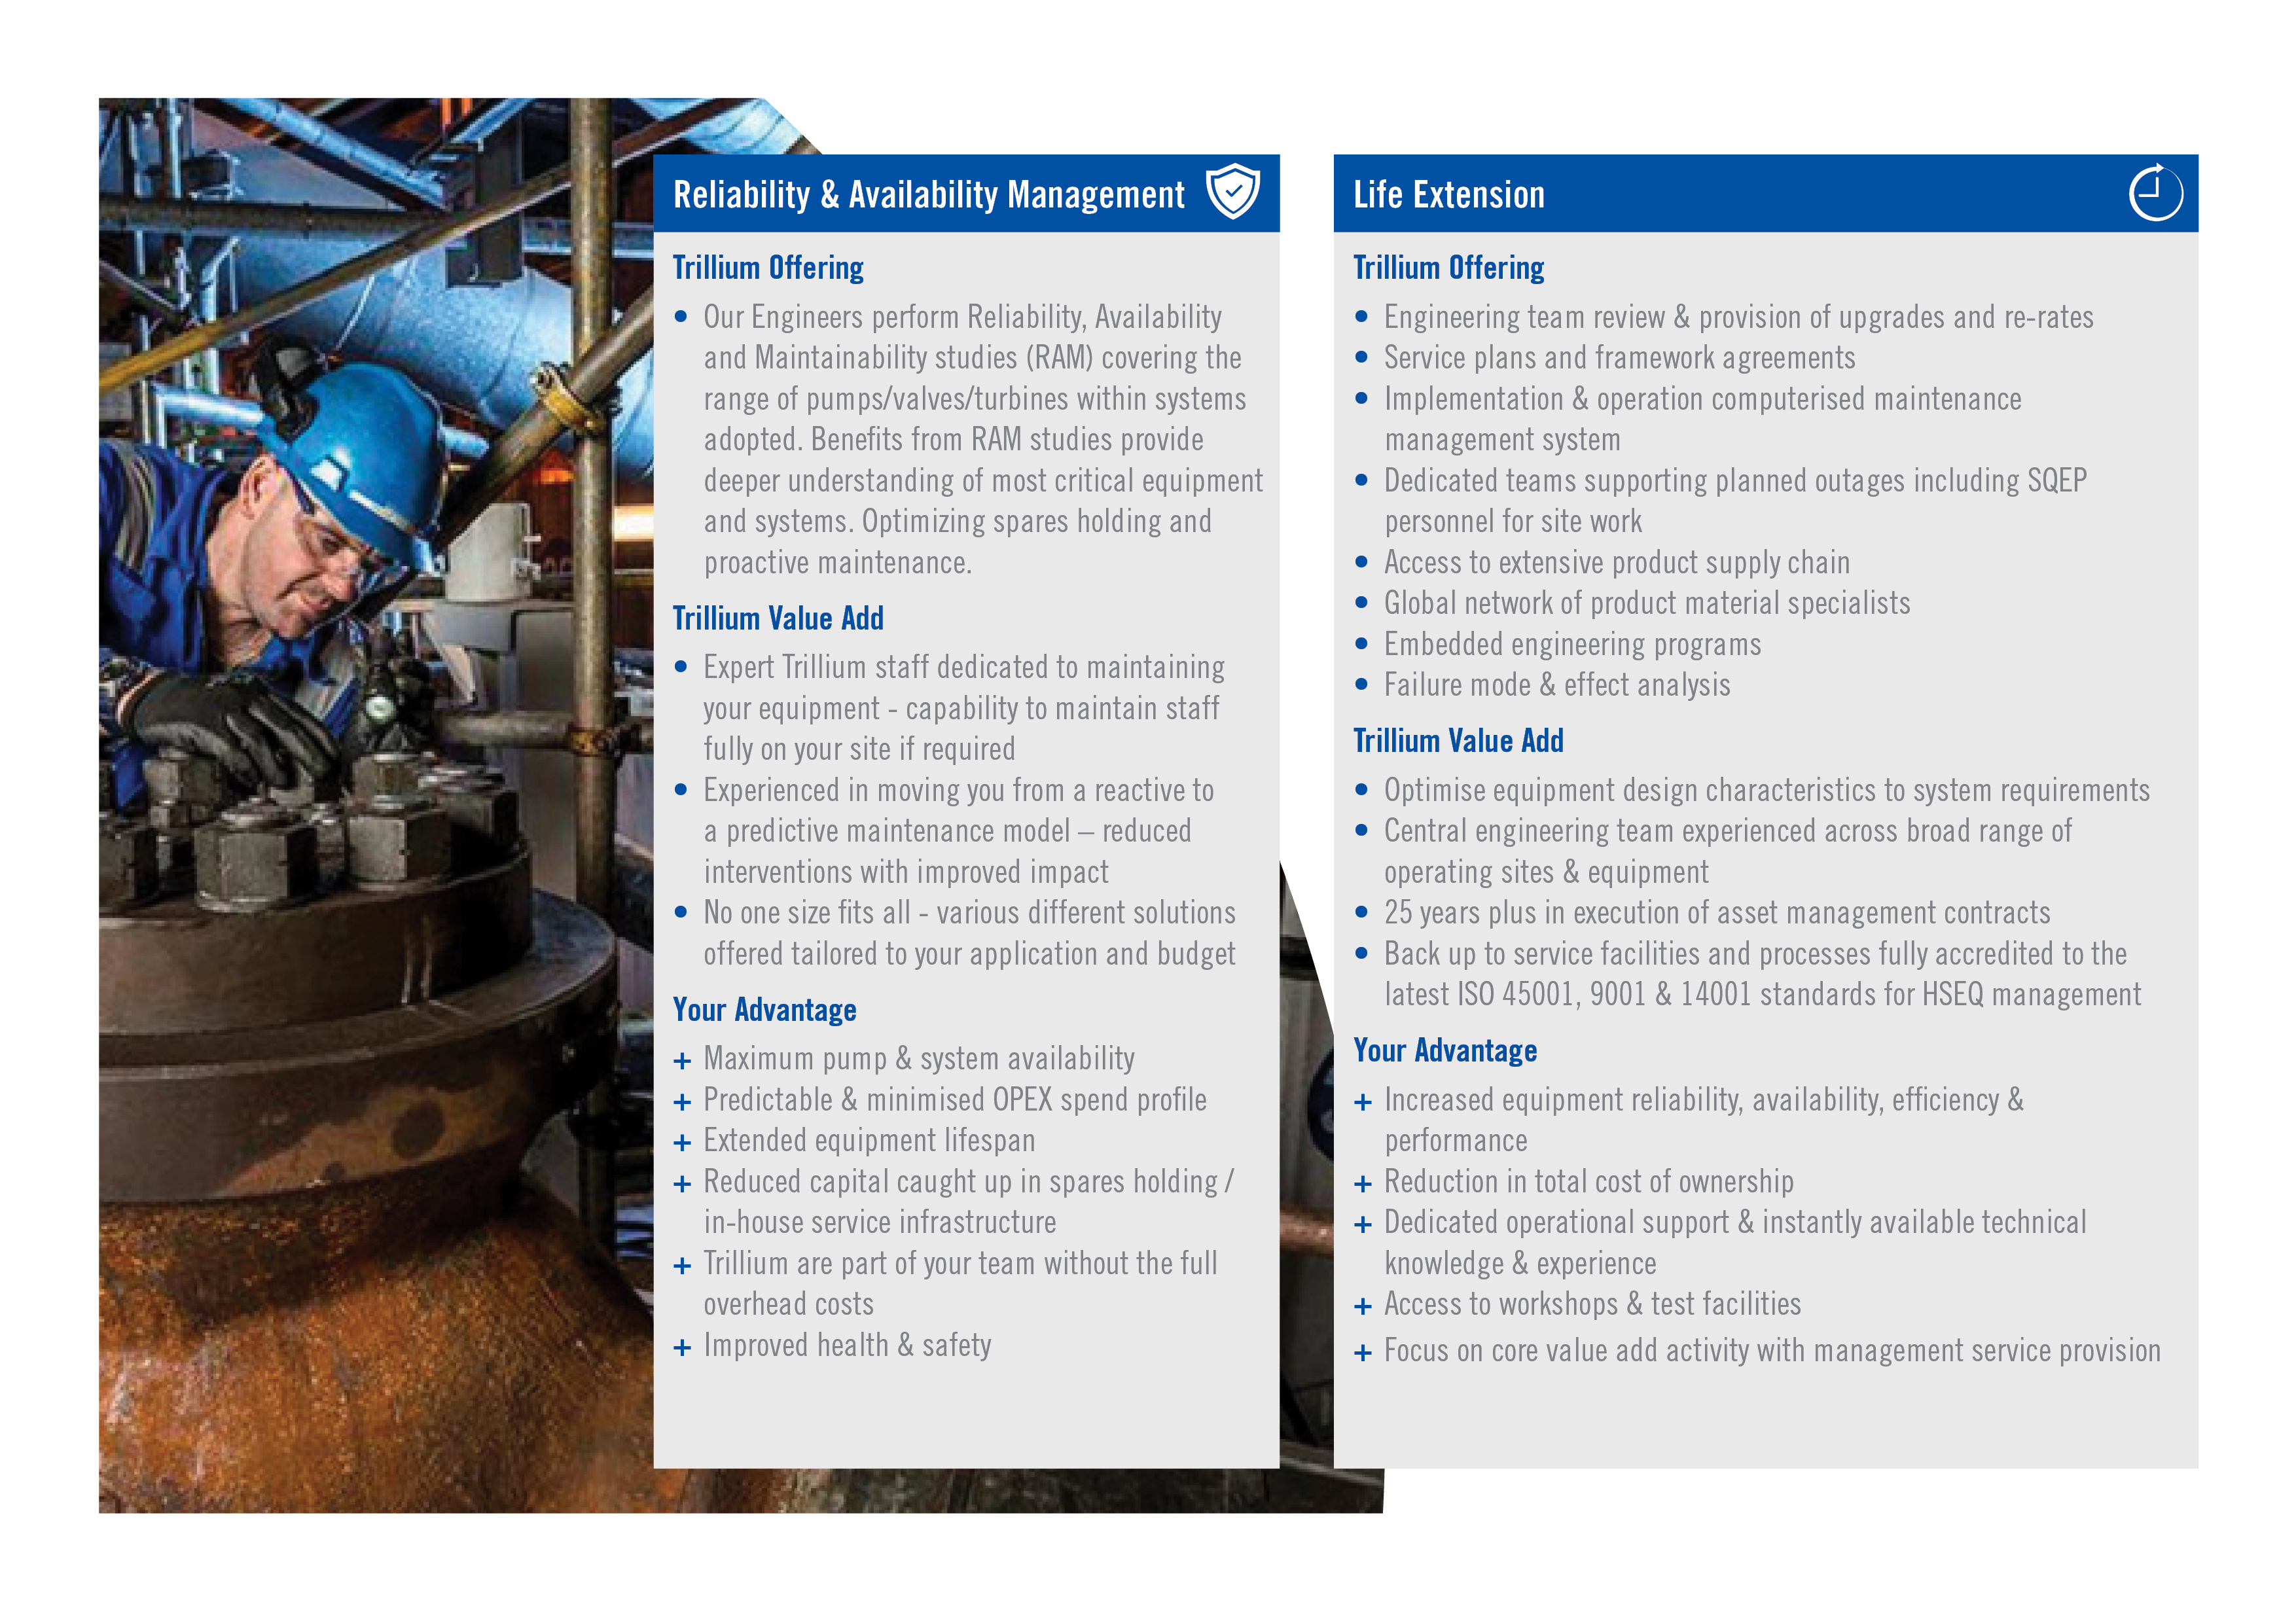 Reliability & Availability Management
Trillium Offering
• Our Engineers perform Reliability, Availability
and Maintainability studies (RAM) covering the
range of pumps/valves/turbines within systems
adopted. Benefits from RAM studies provide
deeper understanding of most critical equipment
and systems. Optimizing spares holding and
proactive maintenance.
Trillium Value Add
• Expert Trillium staff dedicated to maintaining
your equipment - capability to maintain staff
fully on your site if required
• Experienced in moving you from a reactive to
a predictive maintenance model – reduced
interventions with improved impact
• No one size fits all - various different solutions
offered tailored to your application and budget
Your Advantage
+ Maximum pump & system availability
+ Predictable & minimised OPEX spend profile
+ Extended equipment lifespan
+ Reduced capital caught up in spares holding /
in-house service infrastructure
+ Trillium are part of your team without the full
overhead costs
+ Improved health & safety
Life Extension
Trillium Offering
• Engineering team review & provision of upgrades and re-rates
• Service plans and framework agreements
• Implementation & operation computerised maintenance
management system
• Dedicated teams supporting planned outages including SQEP
personnel for site work
• Access to extensive product supply chain
• Global network of product material specialists
• Embedded engineering programs
• Failure mode & effect analysis
Trillium Value Add
• Optimise equipment design characteristics to system requirements
• Central engineering team experienced across broad range of
operating sites & equipment
• 25 years plus in execution of asset management contracts
• Back up to service facilities and processes fully accredited to the
latest ISO 45001, 9001 & 14001 standards for HSEQ management
Your Advantage
+ Increased equipment reliability, availability, efficiency &
performance
+ Reduction in total cost of ownership
+ Dedicated operational support & instantly available technical
knowledge & experience
+ Access to workshops & test facilities
+ Focus on core value add activity with management service provision